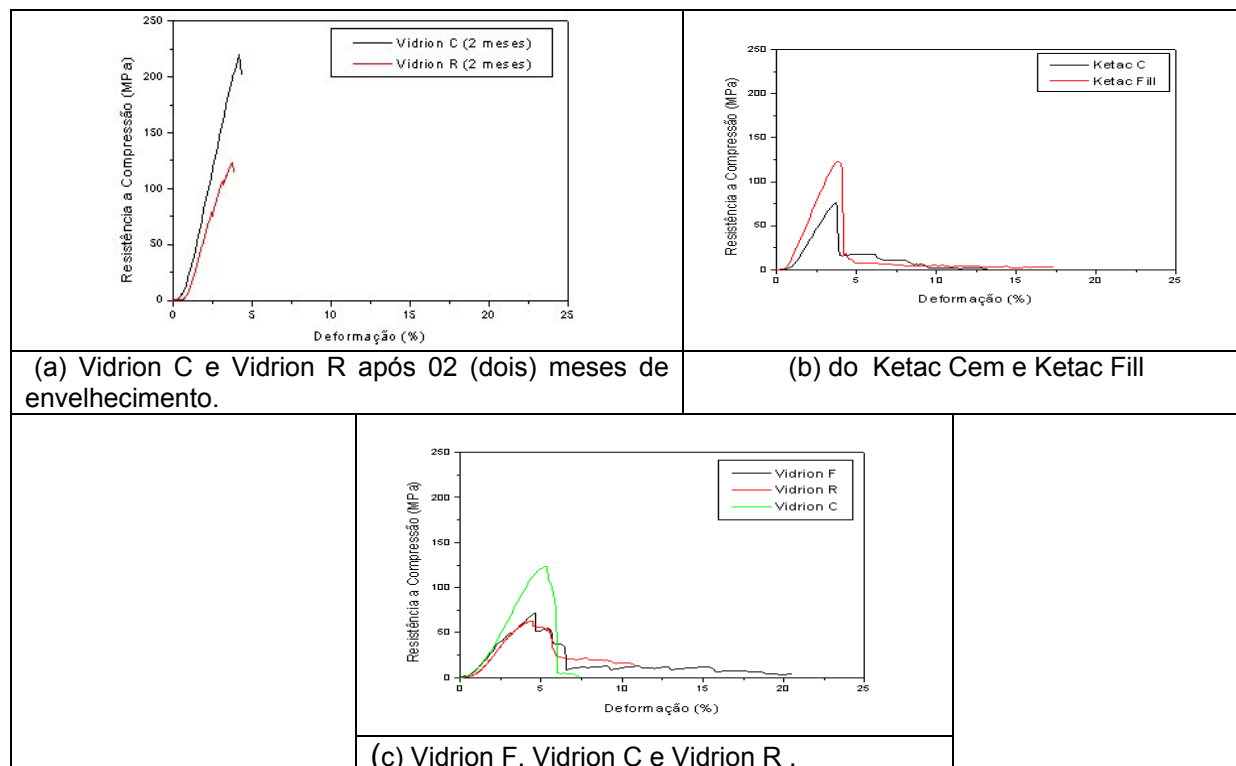 250
200
150
100
50
0
0 5 10 15 20 25
Resistência a Compressão (MPa)
Deformação (%)
Vidrion C (2 meses)
Vidrion R (2 meses)
250
200
150
100
50
0
0 5 10 15 20 25
Resistência a Compressão (MPa)
Deformação (%)
Ketac C
Ketac Fill
(a) Vidrion C e Vidrion R após 02 (dois) meses de
envelhecimento.
(b) do Ketac Cem e Ketac Fill
250
200
150
100
50
0
0 5 10 15 20 25
Resistência a Compressão (MPa)
Deformação (%)
Vidrion F
Vidrion R
Vidrion C
(c) Vidrion F, Vidrion C e Vidrion R .